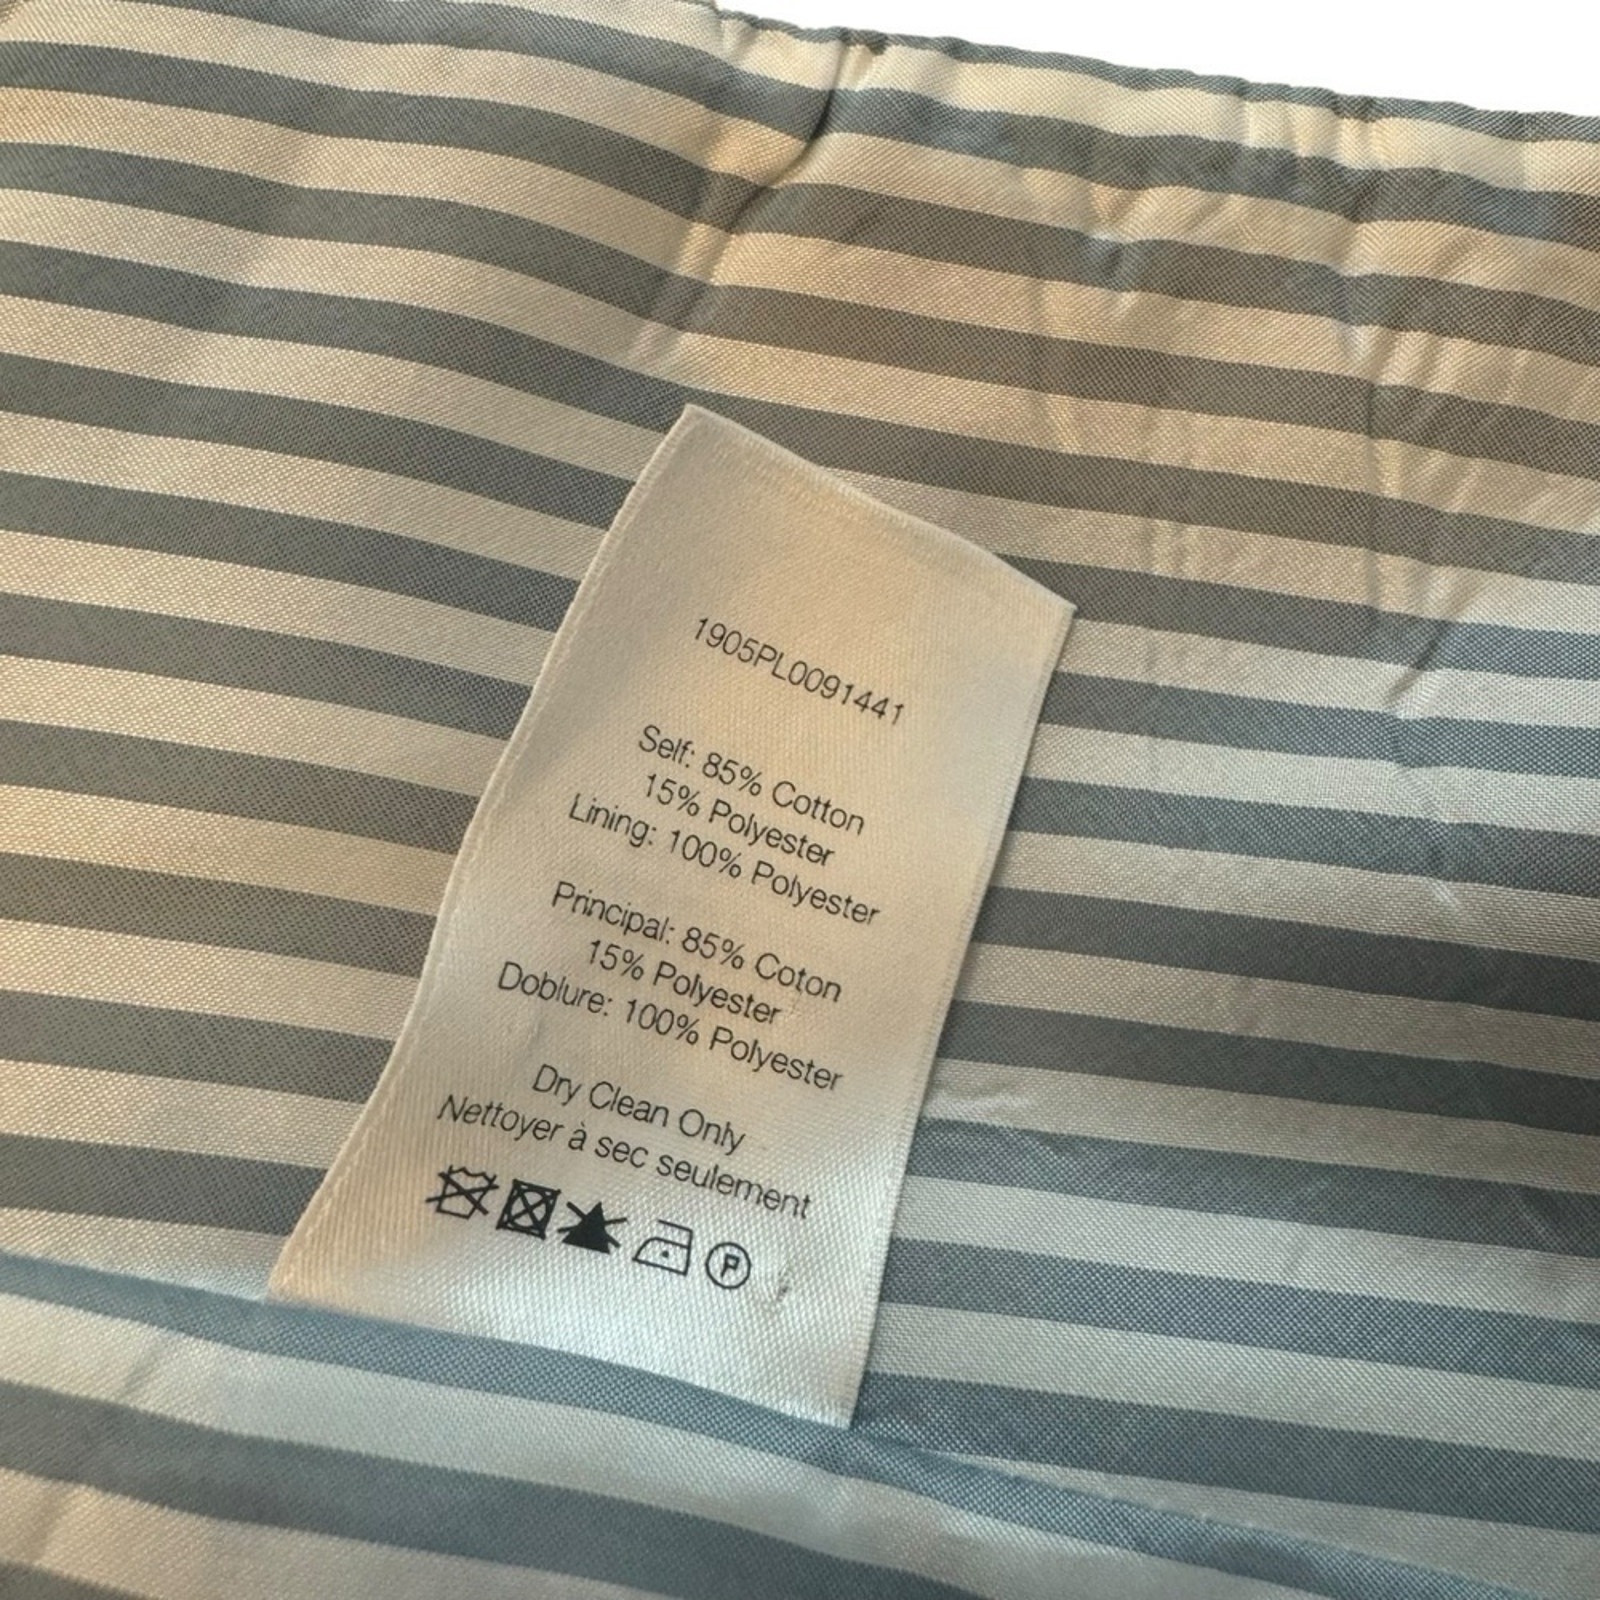 1905PL0091441
Self: 85% Cotton
15% Polyester
Lining: 100% Polyester
Principal: 85% Coton
15% Polyester
Doblure: 100% Polyester
Dry Clean Only
Nettoyer à sec seulement
P